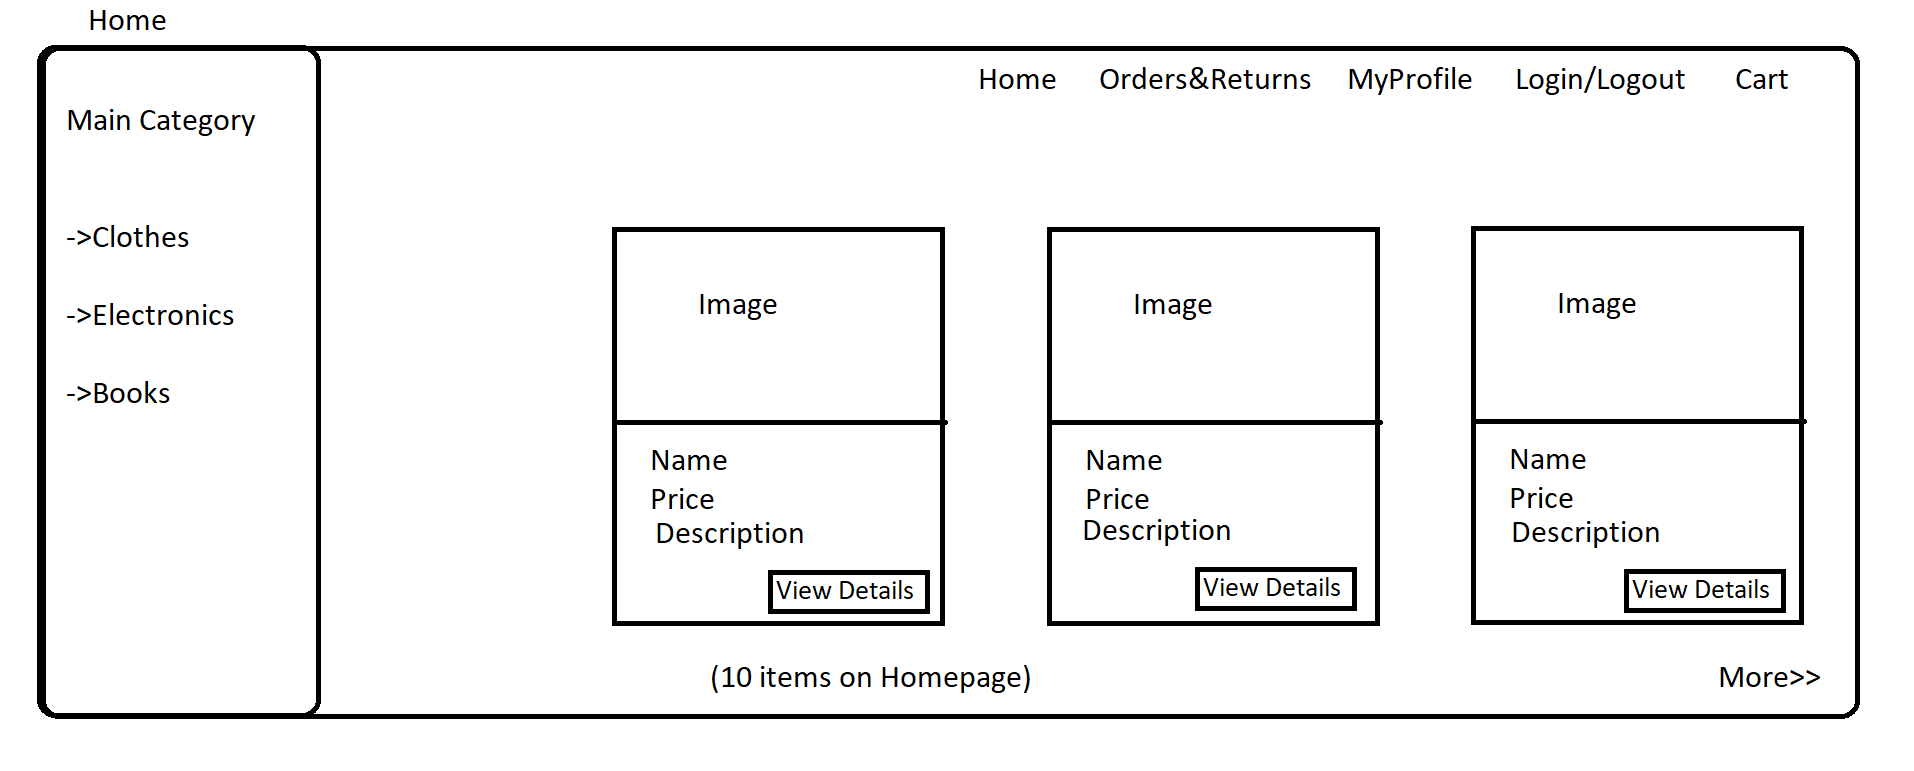 Home
Home Orders&Returns MyProfile Login/Logout Cart
Main Category
->Clothes
->Electronics
->Books
Image
Name
Price
Description
View Details
Image
Name
Price
Description
View Details
Image
Name
Price
Description
View Details
(10 items on Homepage)
More>>